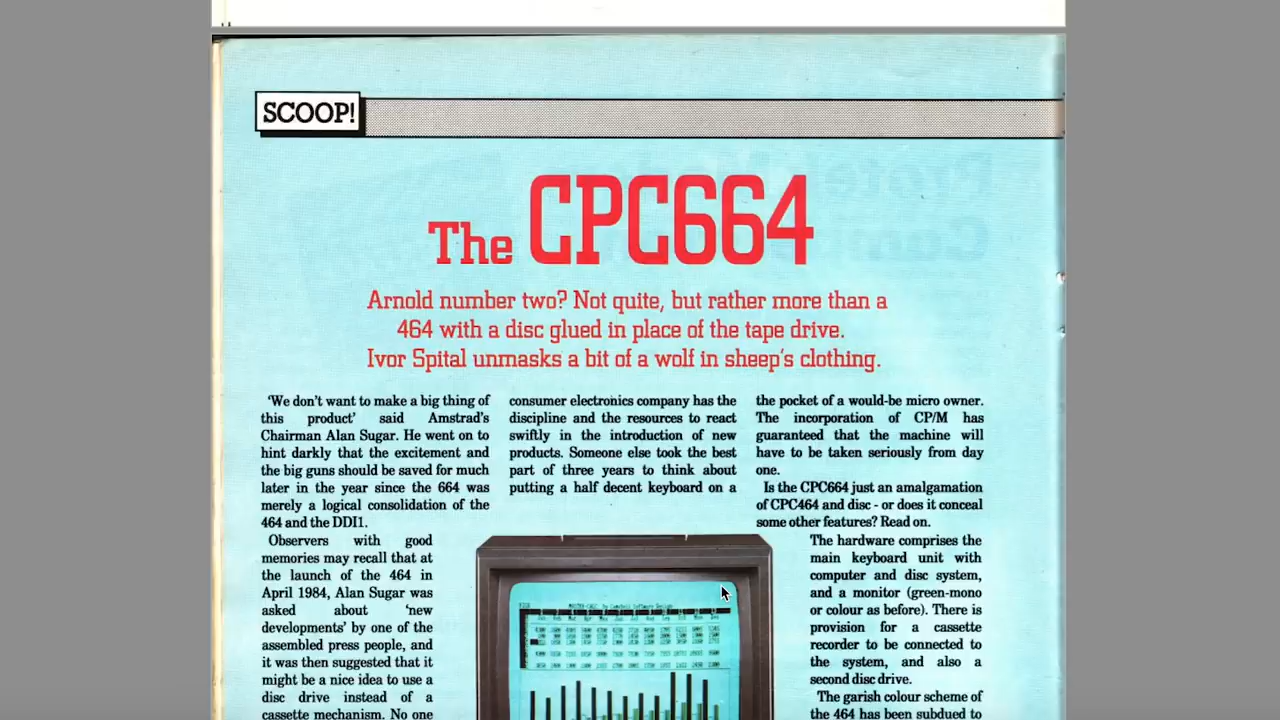 SCOOP!
The CPC664
Arnold number two? Not quite, but rather more than a
464 with a disc glued in place of the tape drive.
Ivor Spital unmasks a bit of a wolf in sheep's clothing.
'We don't want to make a big thing of
this product' said Amstrad's
Chairman Alan Sugar. He went on to
hint darkly that the excitement and
the big guns should be saved for much
later in the year since the 664 was
merely a logical consolidation of the
464 and the DDI1.
Observers with good
memories may recall that at
the launch of the 464 in
April 1984, Alan Sugar was
asked about 'new
developments' by one of the
assembled press people, and
it was then suggested that it
might be a nice idea to use a
disc drive instead of a
cassette mechanism. No one
consumer electronics company has the
discipline and the resources to react
swiftly in the introduction of new
products. Someone else took the best
part of three years to think about
putting a half decent keyboard on a
the pocket of a would-be micro owner.
The incorporation of CP/M has
guaranteed that the machine will
have to be taken seriously from day
one.
Is the CPC664 just an amalgamation
of CPC464 and disc - or does it conceal
some other features? Read on.
The hardware comprises the
main keyboard unit with
computer and disc system,
and a monitor (green-mono
or colour as before). There is
provision for a cassette
recorder to be connected to
the system, and also a
second disc drive.
The garish colour scheme of
the 464 has been subdued to